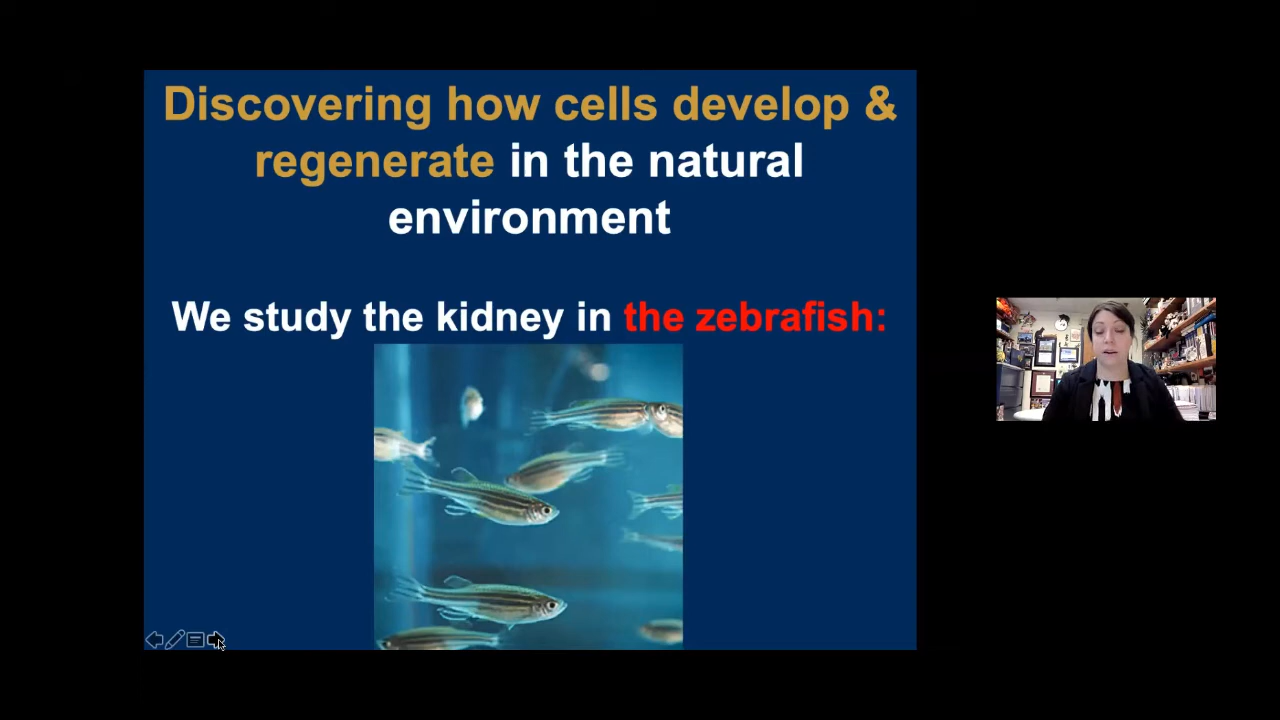 Discovering how cells develop &
regenerate in the natural
environment
We study the kidney in the zebrafish: